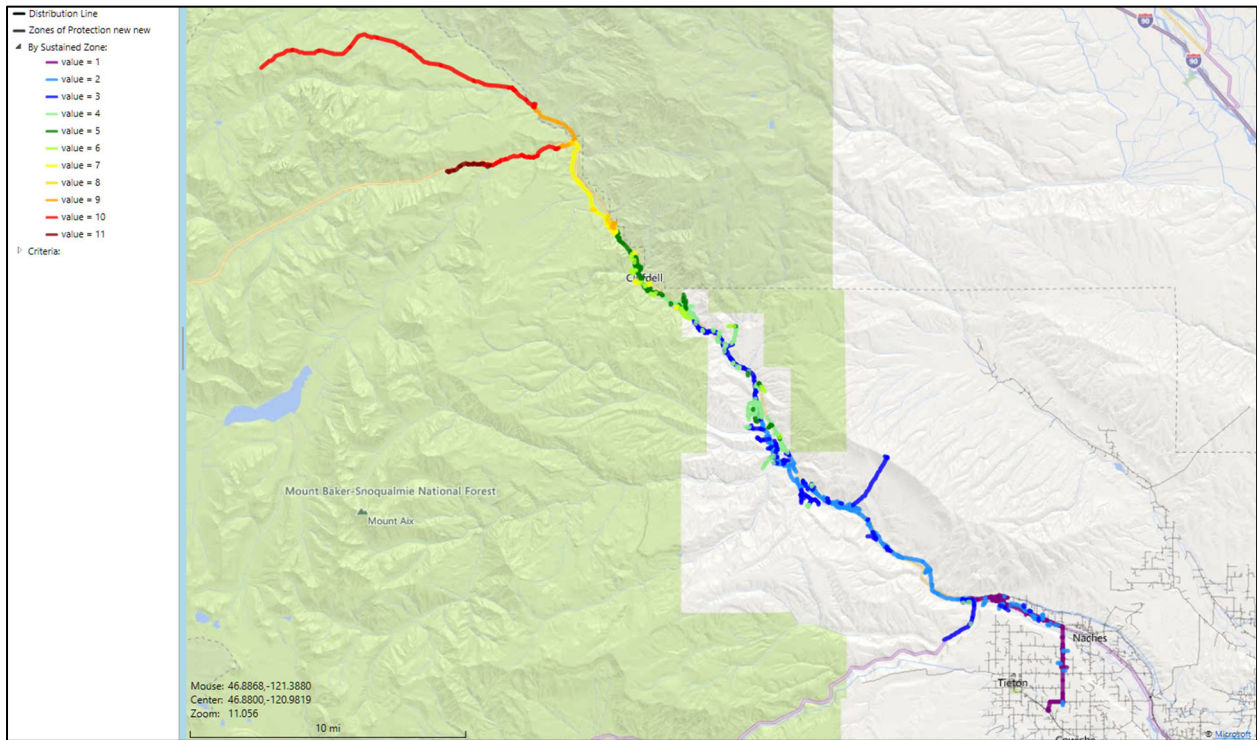 Distribution Line
Zones of Protection new new
By Sustained Zone:
value = 1
value = 2
value = 3
value = 4
value = 5
value = 6
value = 7
value = 8
value = 9
value = 10
value = 11
Criteria:
90
90
Mount Baker-Snoqualmie National Forest
Mount Aix
Naches
Tieton
Mouse: 46.8868,-121.3880
Center: 46.8800,-120.9819
Zoom: 11.056
10 mi
© Microsoft